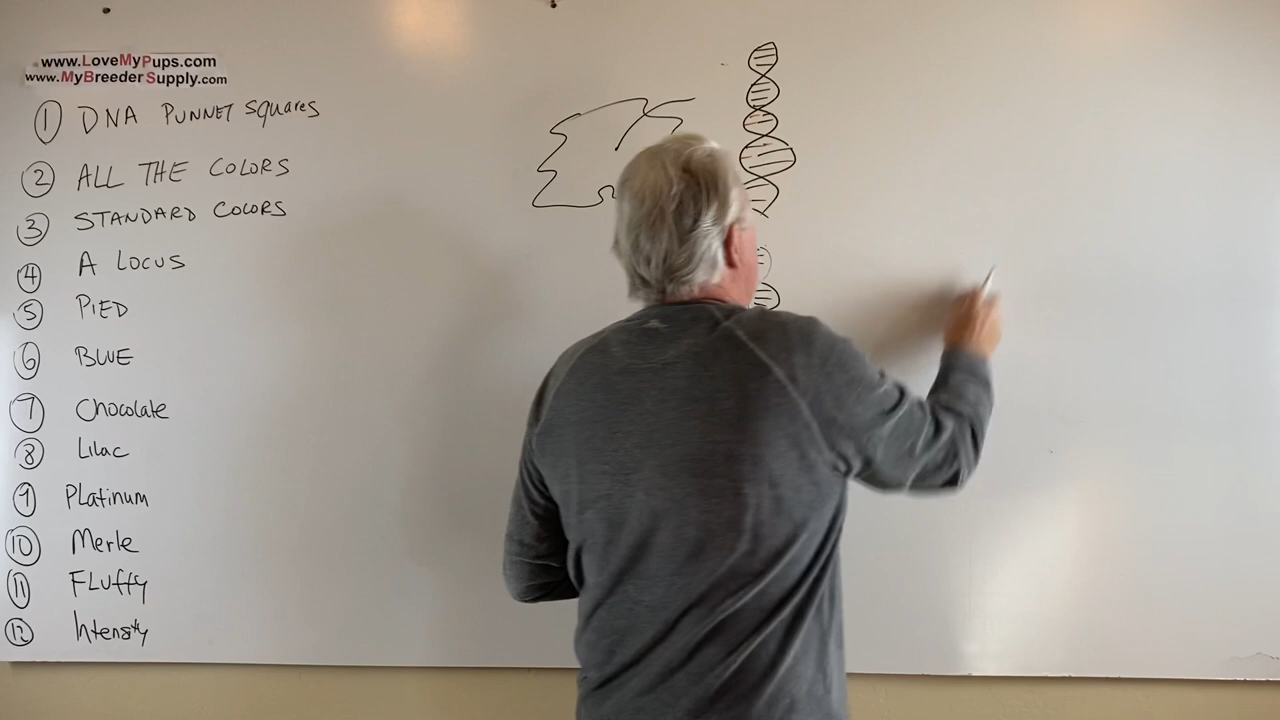 www.LoveMyPups.com
www.MyBreederSupply.com
1 DNA PUNNET SQuares
2 ALL THE COLORS
3 STANDARD COLORS
4 A LOCUS
5 PiED
6 BLUE
7 Chocolate
8 Lilac
9 Platinum
10 Merle
11 FLuffy
12 Intensity